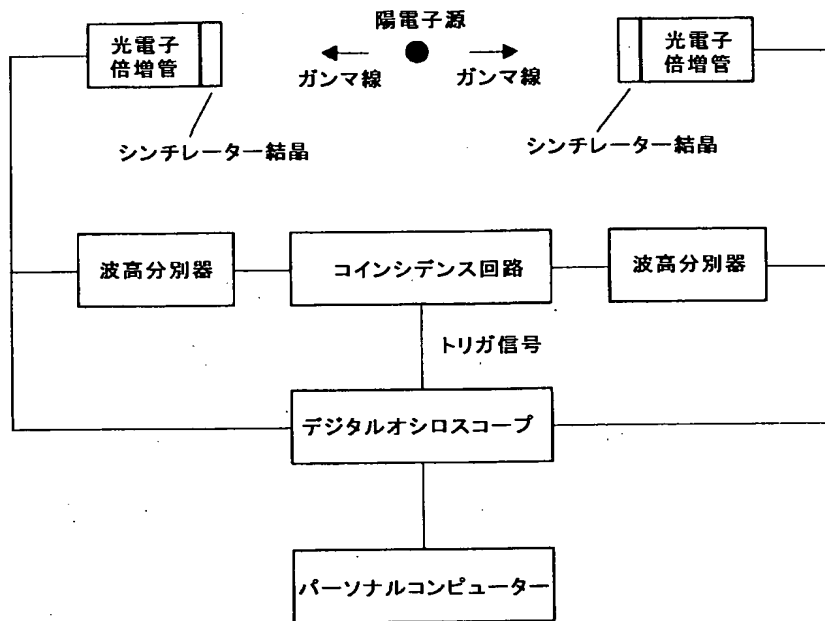 陽電子源
光電子
倍増管
ガンマ線
ガンマ線
光電子
倍増管
シンチレーター結晶
シンチレーター結晶
波高分別器
コインシデンス回路
波高分別器
トリガ信号
デジタルオシロスコープ
パーソナルコンピューター